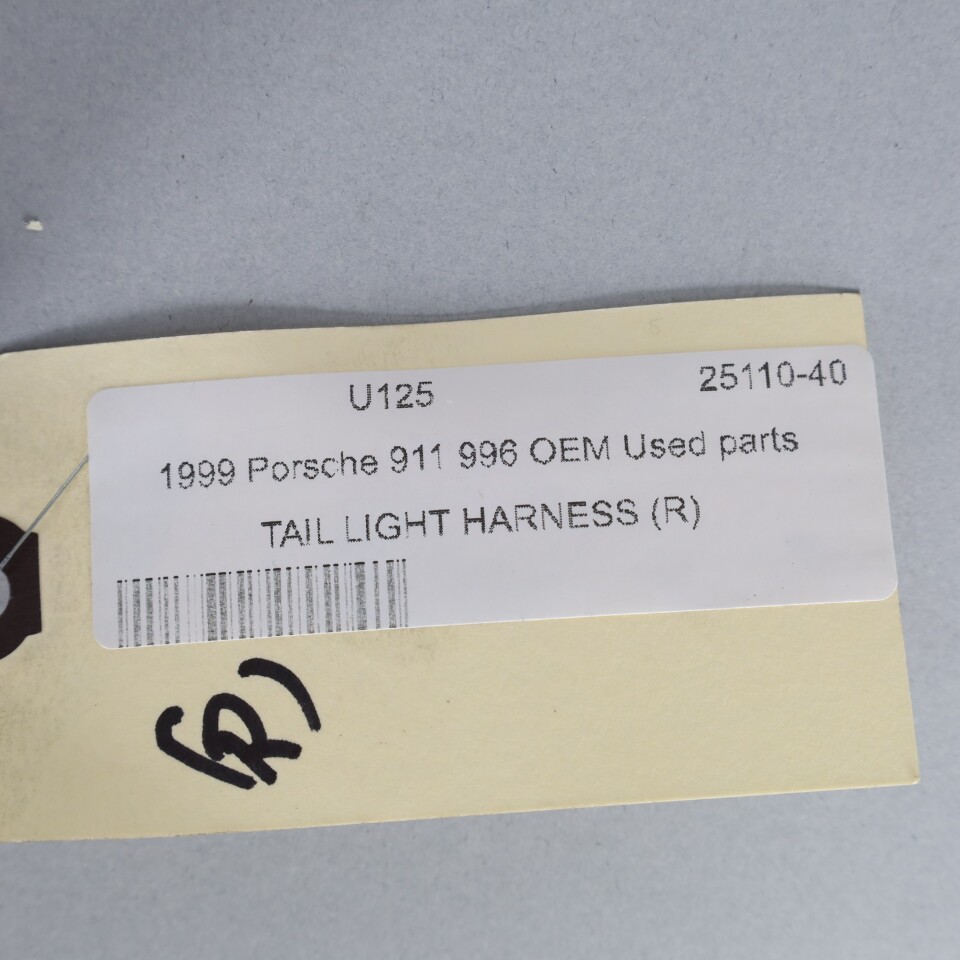 U125 25110-40
1999 Porsche 911 996 OEM Used parts
TAIL LIGHT HARNESS (R)
(R)